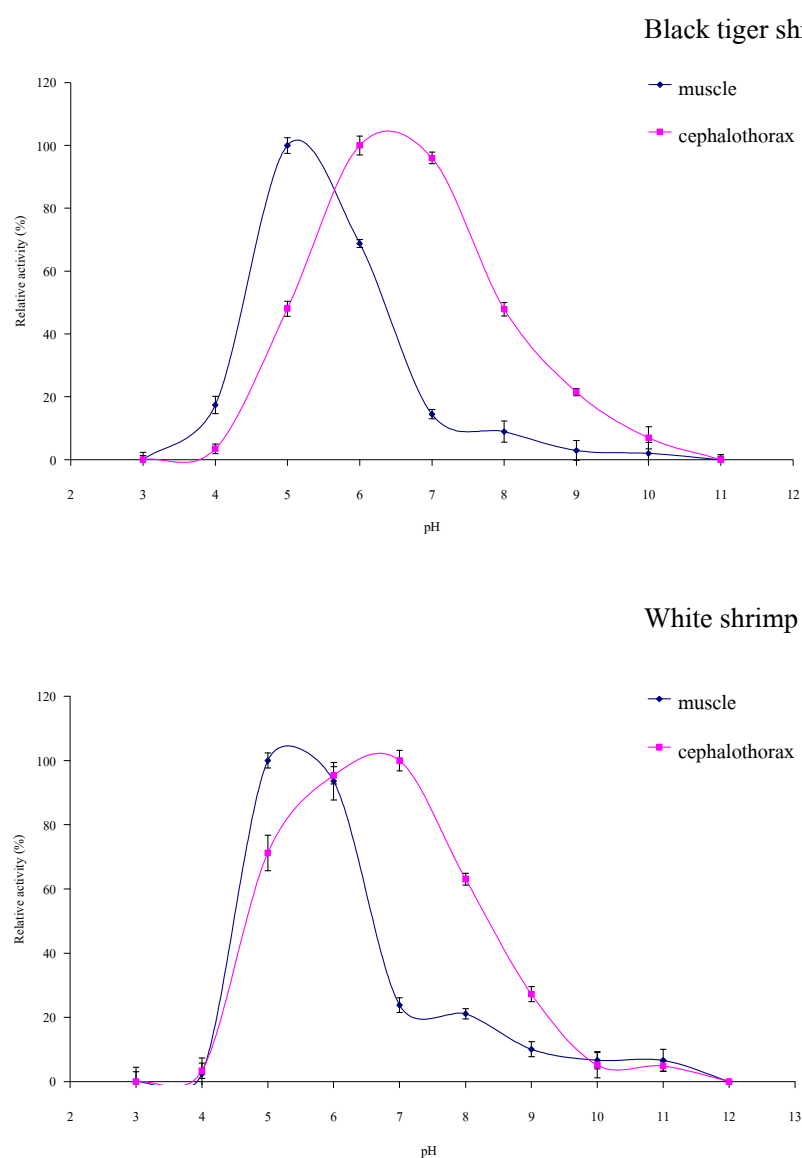 Black tiger shri
muscle
cephalothorax
120
100
80
60
40
20
0
Relative activity (%)
2 3 4 5 6 7 8 9 10 11 12
pH
White shrimp
muscle
cephalothorax
120
100
80
60
40
20
0
Relative activity (%)
2 3 4 5 6 7 8 9 10 11 12 13
pH